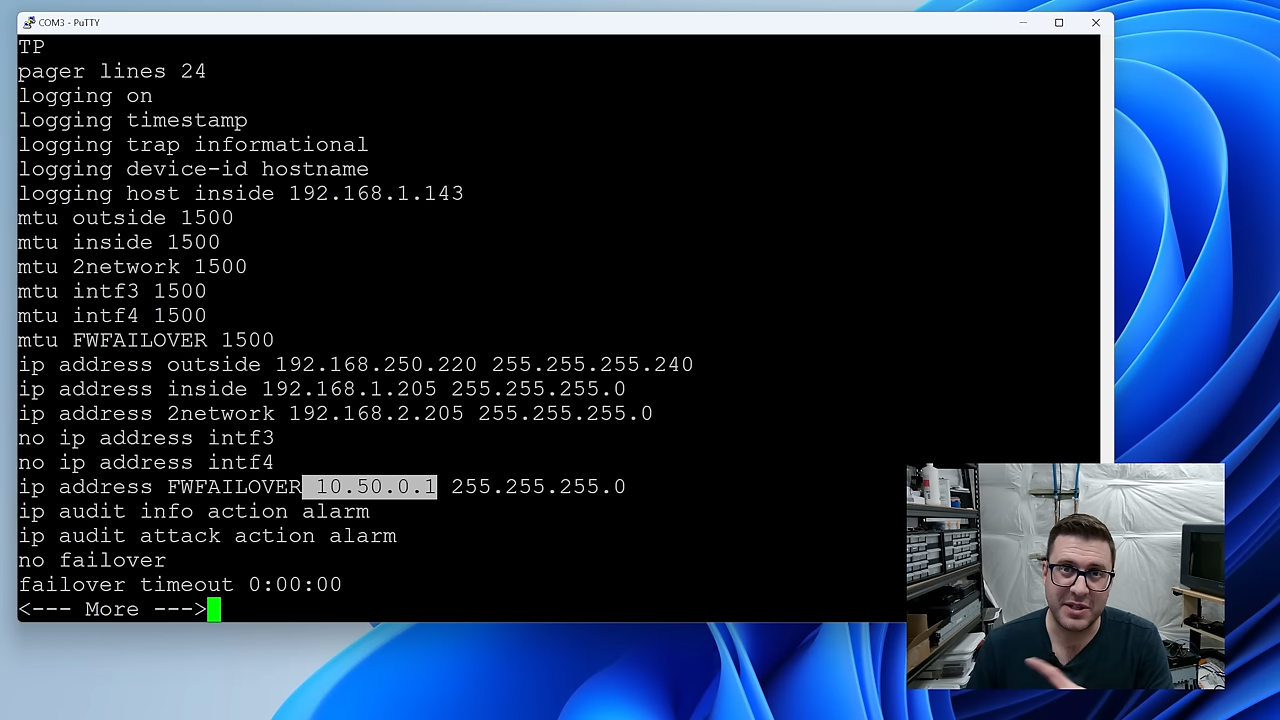 COM3 - PuTTY
TP
pager lines 24
logging on
logging timestamp
logging trap informational
logging device-id hostname
logging host inside 192.168.1.143
mtu outside 1500
mtu inside 1500
mtu 2network 1500
mtu intf3 1500
mtu intf4 1500
mtu FWFAILOVER 1500
ip address outside 192.168.250.220 255.255.255.240
ip address inside 192.168.1.205 255.255.255.0
ip address 2network 192.168.2.205 255.255.255.0
no ip address intf3
no ip address intf4
ip address FWFAILOVER 10.50.0.1 255.255.255.0
ip audit info action alarm
ip audit attack action alarm
no failover
failover timeout 0:00:00
<--- More --->